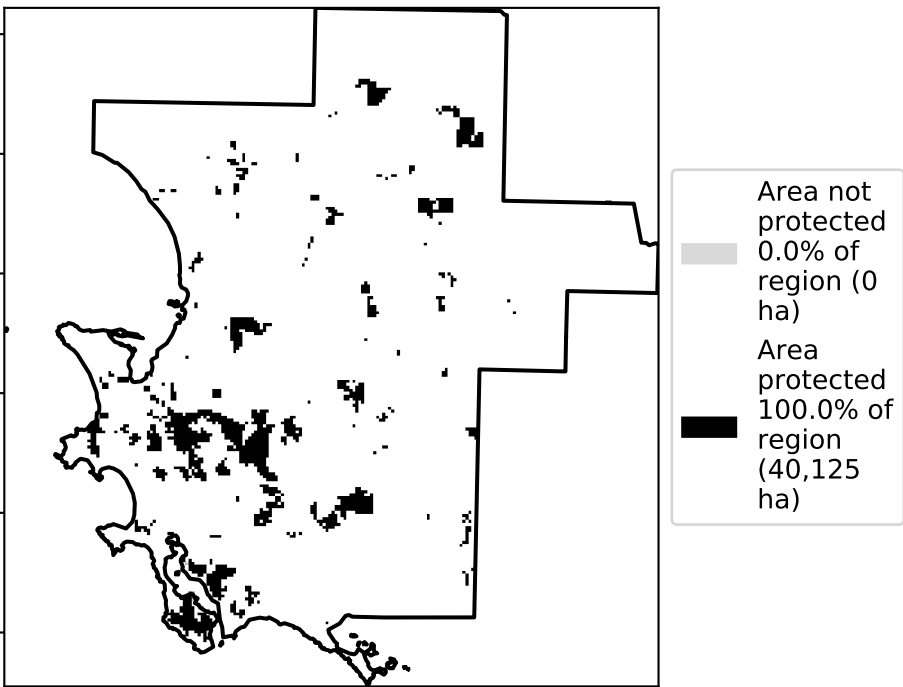 Area not
protected
0.0% of
region (0
ha)
Area
protected
100.0% of
region
(40,125
ha)